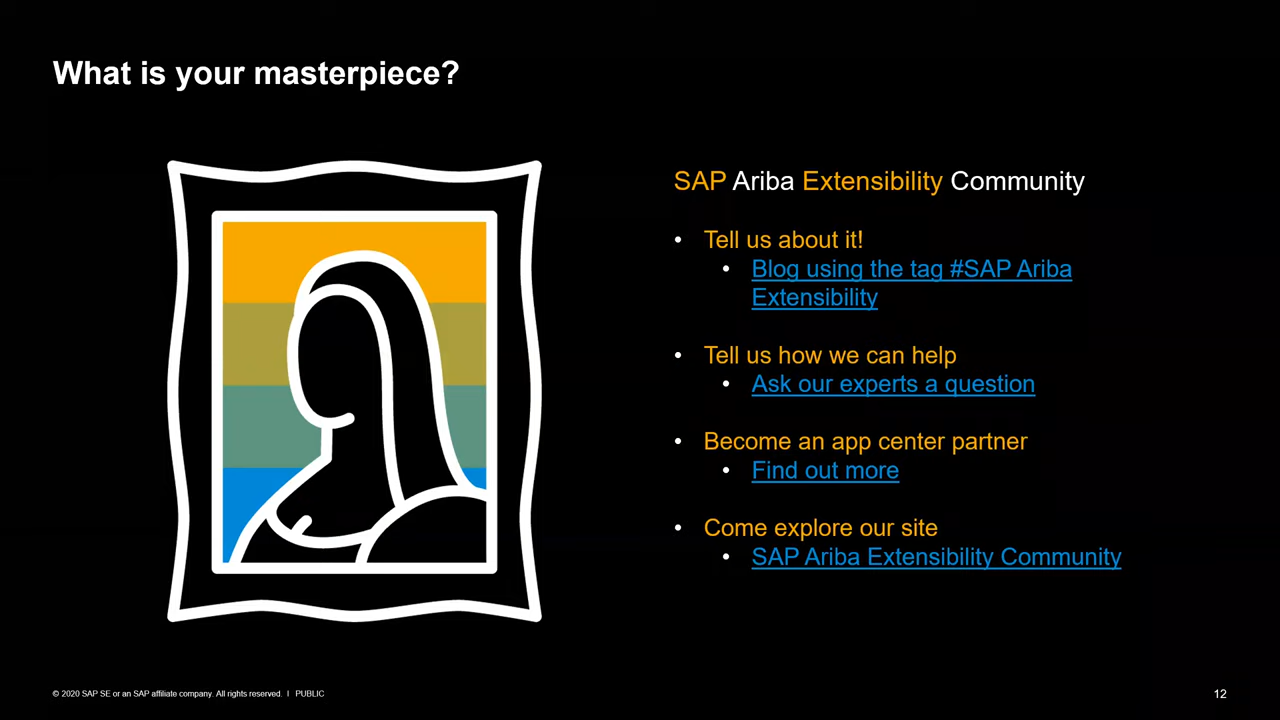 What is your masterpiece?
SAP Ariba Extensibility Community
• Tell us about it!
• Blog using the tag #SAP Ariba
Extensibility
• Tell us how we can help
• Ask our experts a question
• Become an app center partner
• Find out more
• Come explore our site
• SAP Ariba Extensibility Community
© 2020 SAP SE or an SAP affiliate company. All rights reserved. I PUBLIC
12